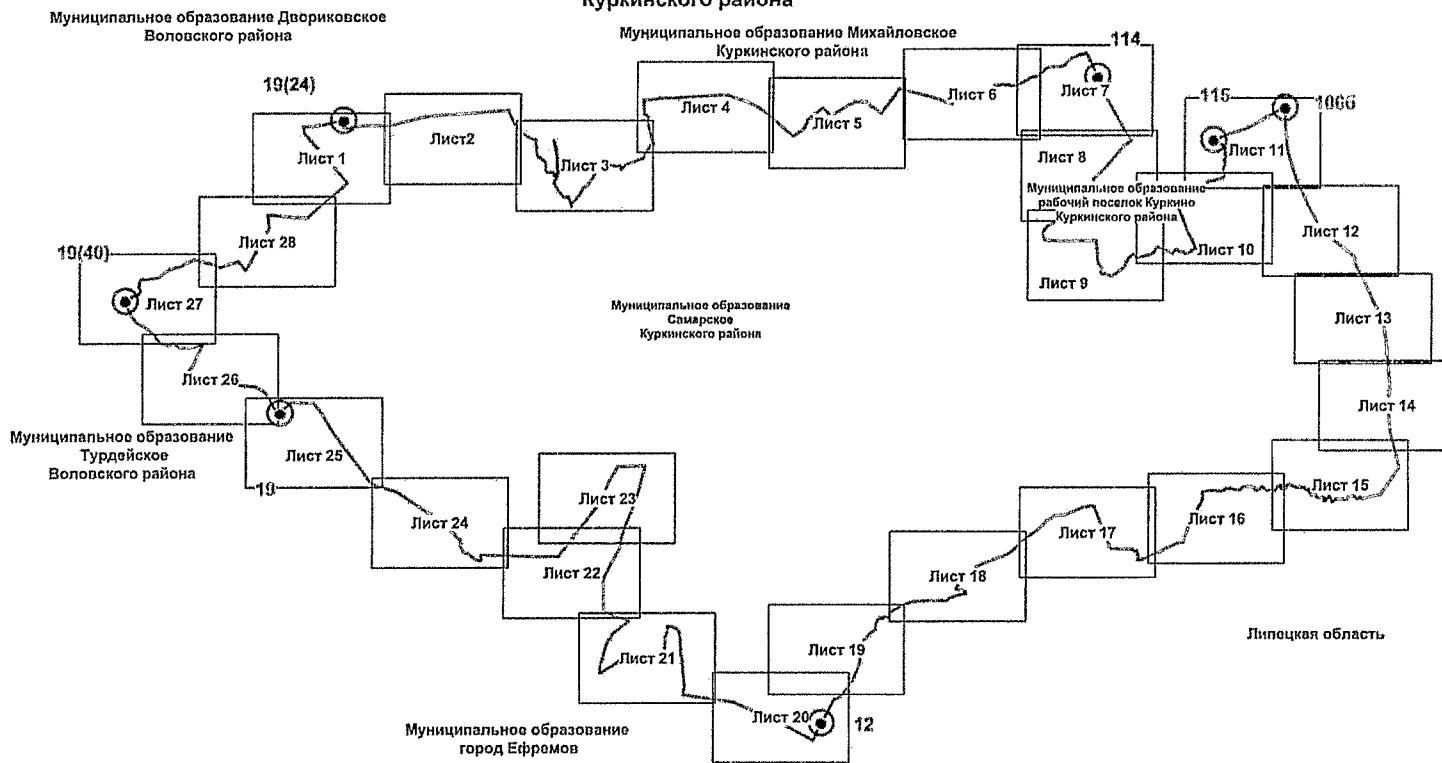 Куркинского района
Муниципальное образование Двориковское
Воловского района
Муниципальное образование Михайловское
Куркинского района
114
19(24)
115
1066
Лист 1
Лист2
Лист 3
Лист 4
Лист 5
Лист 6
Лист 7
Лист 8
Лист 11
Муниципальное образование
рабочий поселок Куркино
Куркинского района
Лист 28
Лист 12
19(40)
Лист 10
Лист 9
Лист 27
Муниципальное образование
Самарское
Куркинского района
Лист 13
Лист 26
Лист 14
Муниципальное образование
Турдейское
Воловского района
Лист 25
19
Лист 15
Лист 23
Лист 24
Лист 16
Лист 17
Лист 22
Лист 18
Липецкая область
Лист 19
Лист 21
Лист 20
12
Муниципальное образование
город Ефремов